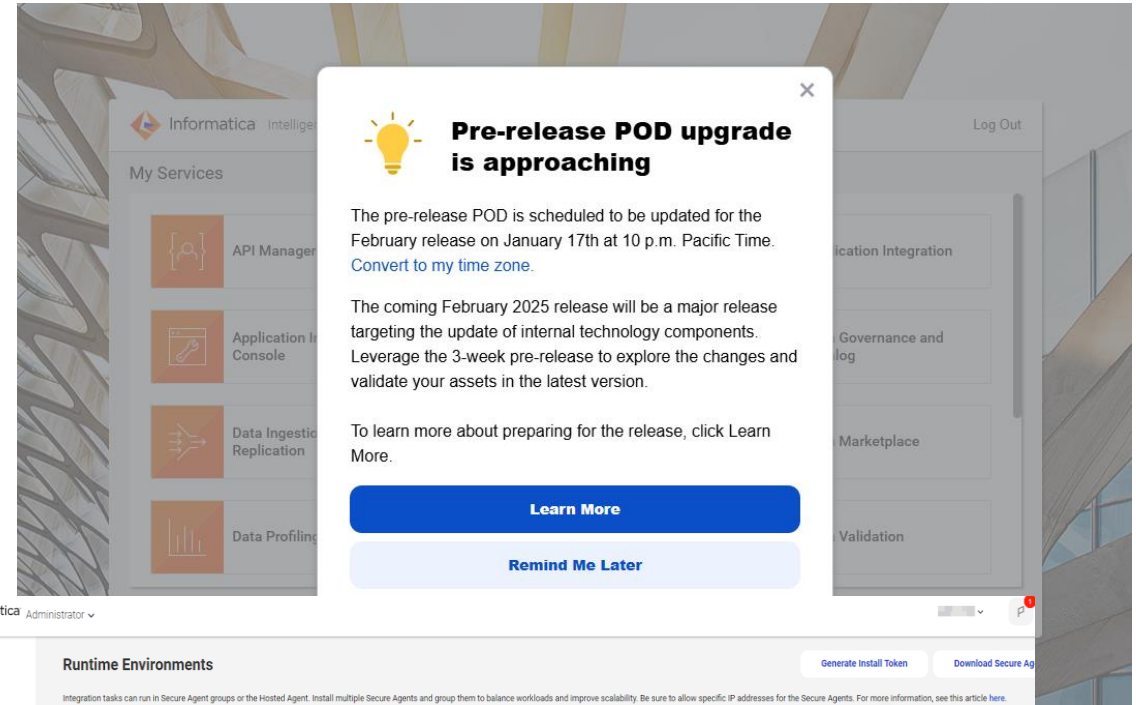 Informatica
Log Out
My Services
API Manager
Application
Console
Data
Replication
Data Profiling
Integration
Governance and
Marketplace
Validation
Pre-release POD upgrade
is approaching
The pre-release POD is scheduled to be updated for the
February release on January 17th at 10 p.m. Pacific Time.
Convert to my time zone.
The coming February 2025 release will be a major release
targeting the update of internal technology components.
Leverage the 3-week pre-release to explore the changes and
validate your assets in the latest version.
To learn more about preparing for the release, click Learn
More.
Learn More
Remind Me Later
Administrator
1
Runtime Environments
Generate Install Token
Download Secure
Integration tasks can run in Secure Agent groups or the Hosted Agent. Install multiple Secure Agents and group them to balance workloads and improve scalability. Be sure to allow specific IP addresses for the Secure Agents. For more information, see this article here.